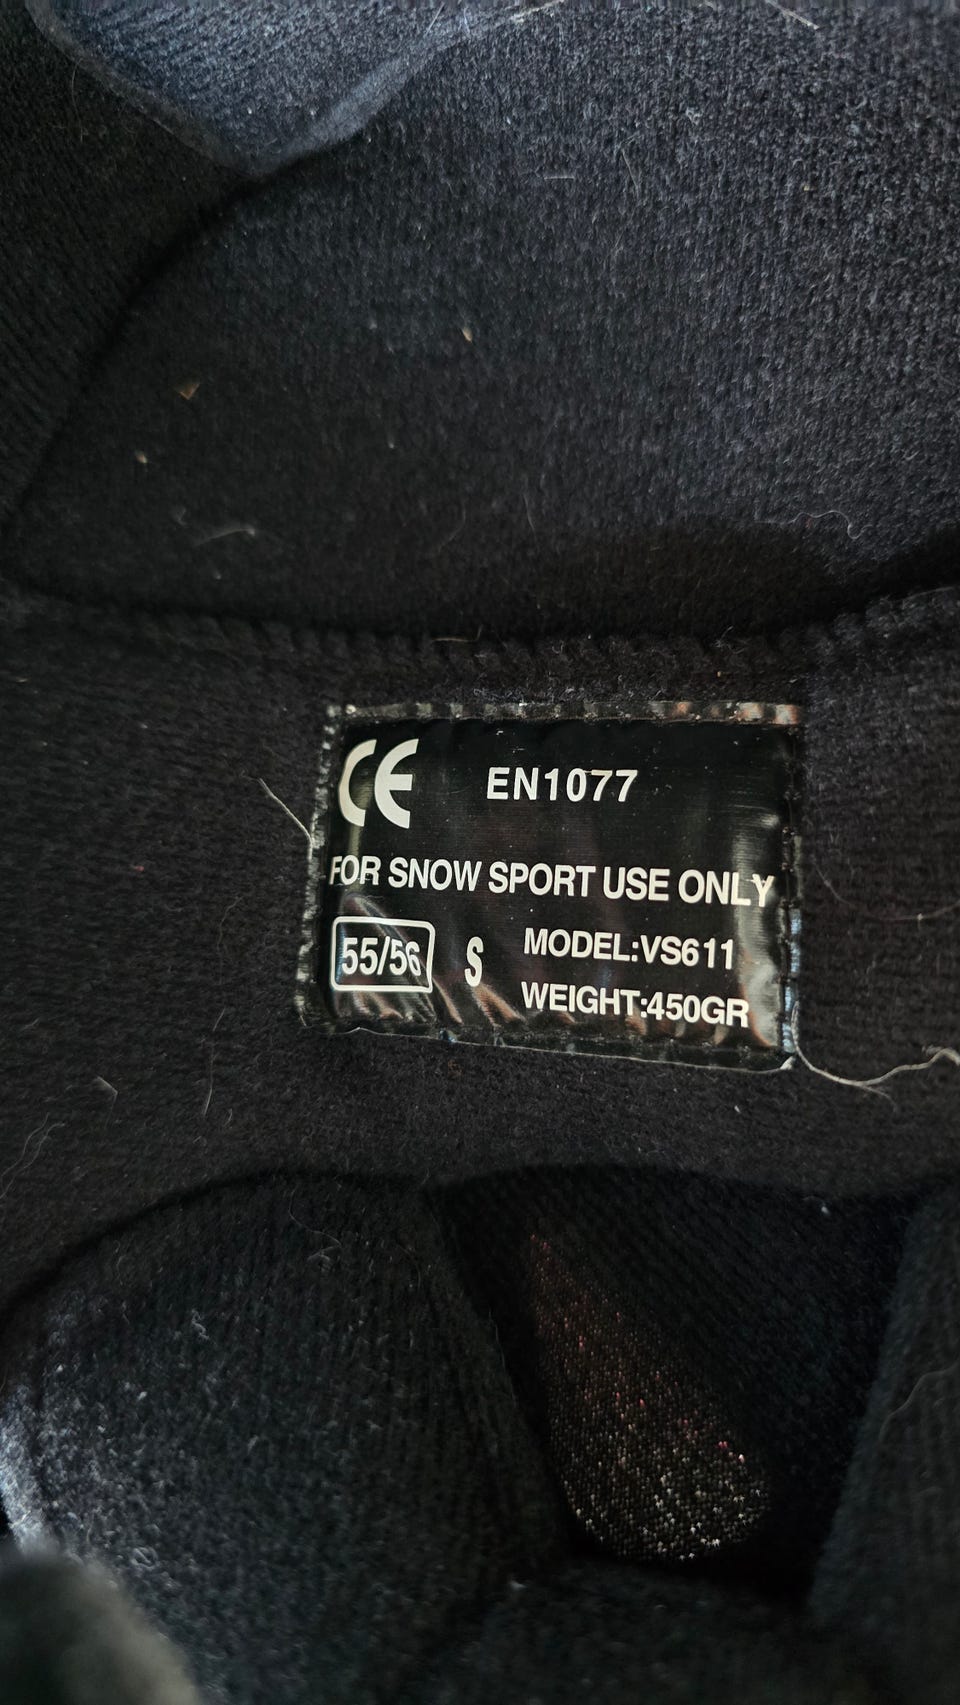 CE EN1077
FOR SNOW SPORT USE ONLY
55/56 S MODEL:VS611
WEIGHT:450GR